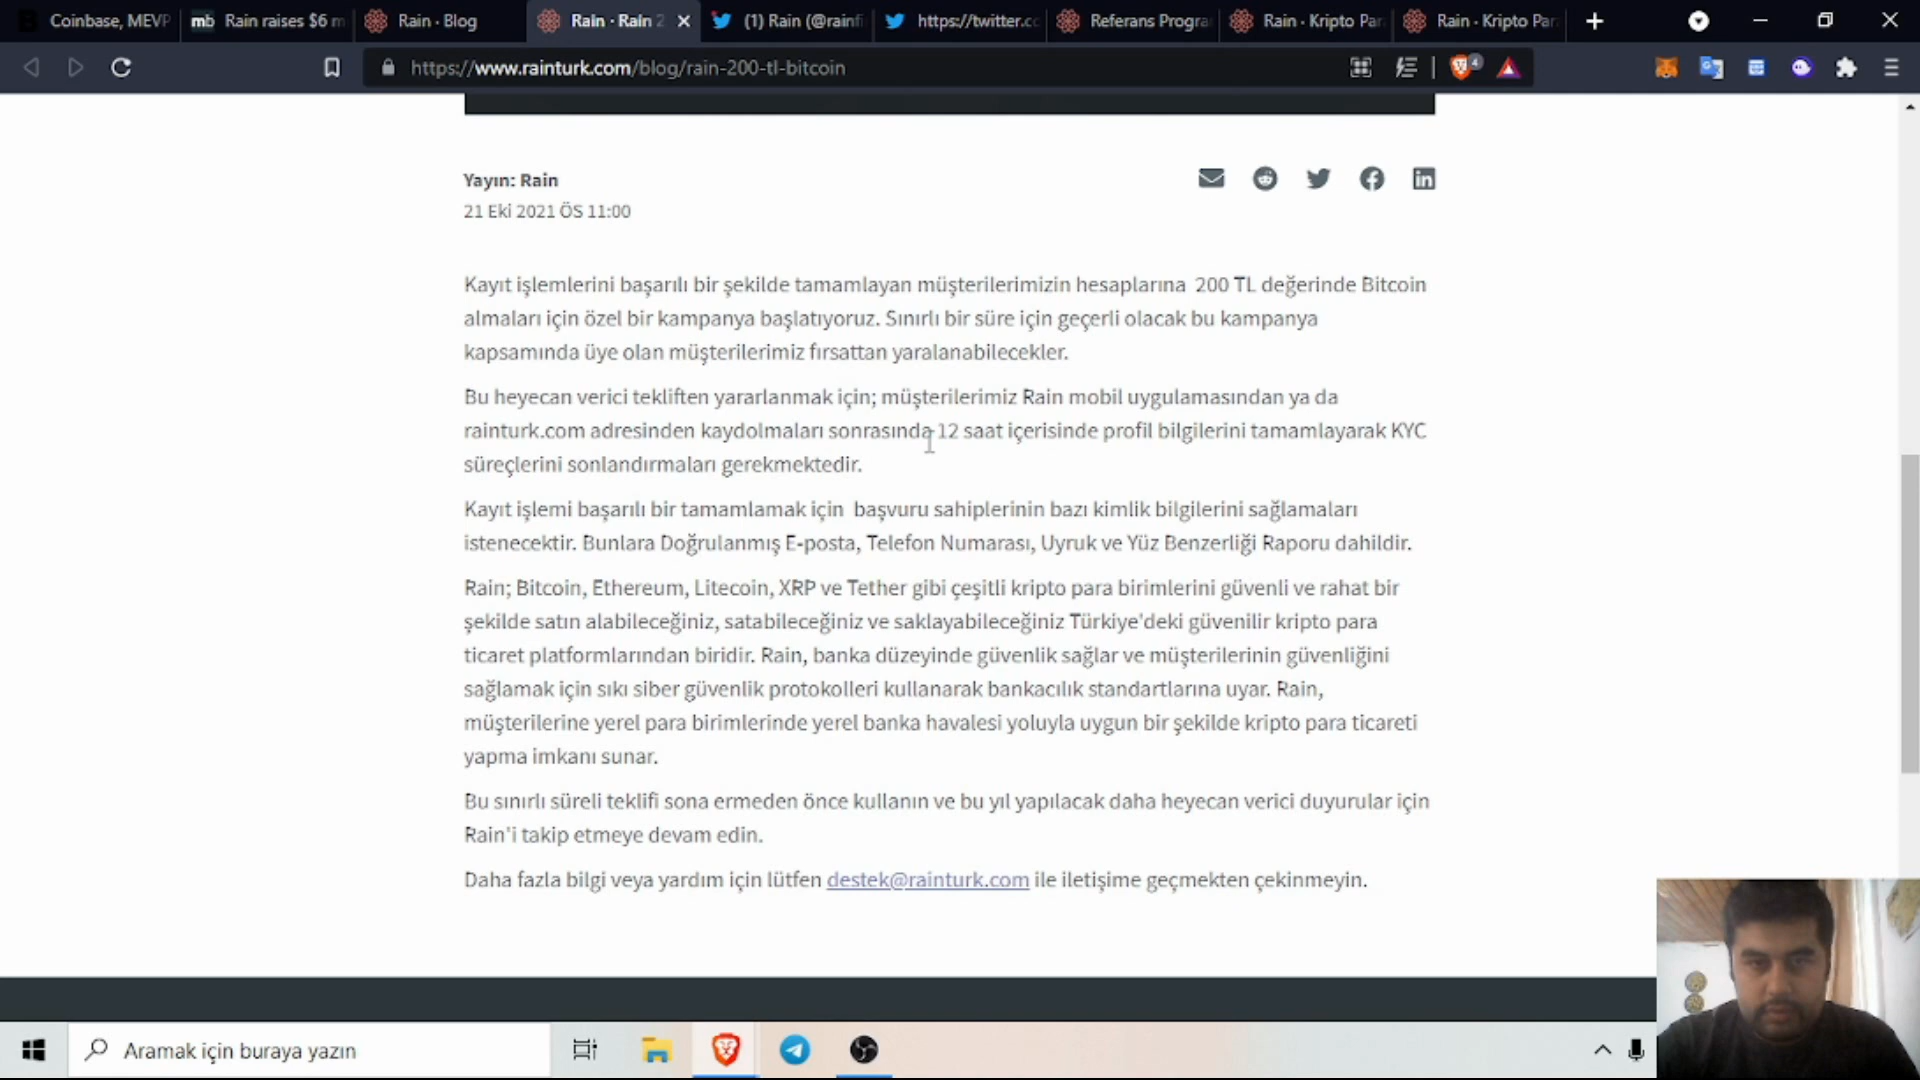 Coinbase, MEVP
mb Rain raises $6 m
Rain · Blog
Rain · Rain 2
(1) Rain (@rainfi
https://twitter.cc
Referans Progra
Rain · Kripto Par
Rain · Kripto Par
https://www.rainturk.com/blog/rain-200-tl-bitcoin
4
Yayın: Rain
21 Eki 2021 ÖS 11:00
Kayıt işlemlerini başarılı bir şekilde tamamlayan müşterilerimizin hesaplarına 200 TL değerinde Bitcoin
almaları için özel bir kampanya başlatıyoruz. Sınırlı bir süre için geçerli olacak bu kampanya
kapsamında üye olan müşterilerimiz fırsattan yaralanabilecekler.
Bu heyecan verici tekliften yararlanmak için; müşterilerimiz Rain mobil uygulamasından ya da
rainturk.com adresinden kaydolmaları sonrasında 12 saat içerisinde profil bilgilerini tamamlayarak KYC
süreçlerini sonlandırmaları gerekmektedir.
Kayıt işlemi başarılı bir tamamlamak için başvuru sahiplerinin bazı kimlik bilgilerini sağlamaları
istenecektir. Bunlara Doğrulanmış E-posta, Telefon Numarası, Uyruk ve Yüz Benzerliği Raporu dahildir.
Rain; Bitcoin, Ethereum, Litecoin, XRP ve Tether gibi çeşitli kripto para birimlerini güvenli ve rahat bir
şekilde satın alabileceğiniz, satabileceğiniz ve saklayabileceğiniz Türkiye'deki güvenilir kripto para
ticaret platformlarından biridir. Rain, banka düzeyinde güvenlik sağlar ve müşterilerinin güvenliğini
sağlamak için sıkı siber güvenlik protokolleri kullanarak bankacılık standartlarına uyar. Rain,
müşterilerine yerel para birimlerinde yerel banka havalesi yoluyla uygun bir şekilde kripto para ticareti
yapma imkanı sunar.
Bu sınırlı süreli teklifi sona ermeden önce kullanın ve bu yıl yapılacak daha heyecan verici duyurular için
Rain'i takip etmeye devam edin.
Daha fazla bilgi veya yardım için lütfen destek@rainturk.com ile iletişime geçmekten çekinmeyin.
Aramak için buraya yazın